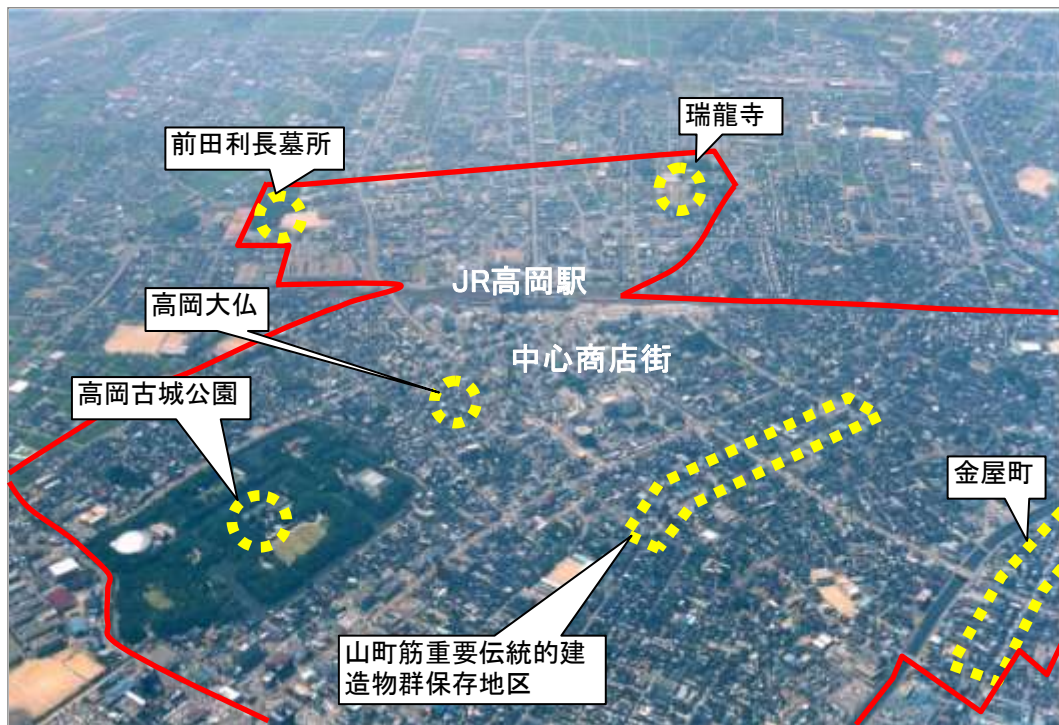 瑞龍寺
前田利長墓所
JR高岡駅
高岡大仏
中心商店街
高岡古城公園
金屋町
山町筋重要伝統的建
造物群保存地区